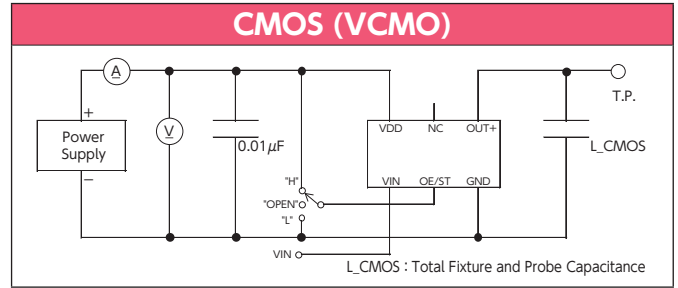 CMOS (VCMO)
A
T.P.
+
Power
Supply
−
V
0.01μF
VDD NC OUT+
L_CMOS
VIN OE/ST GND
"H"
"OPEN"
"L"
VIN
L_CMOS : Total Fixture and Probe Capacitance